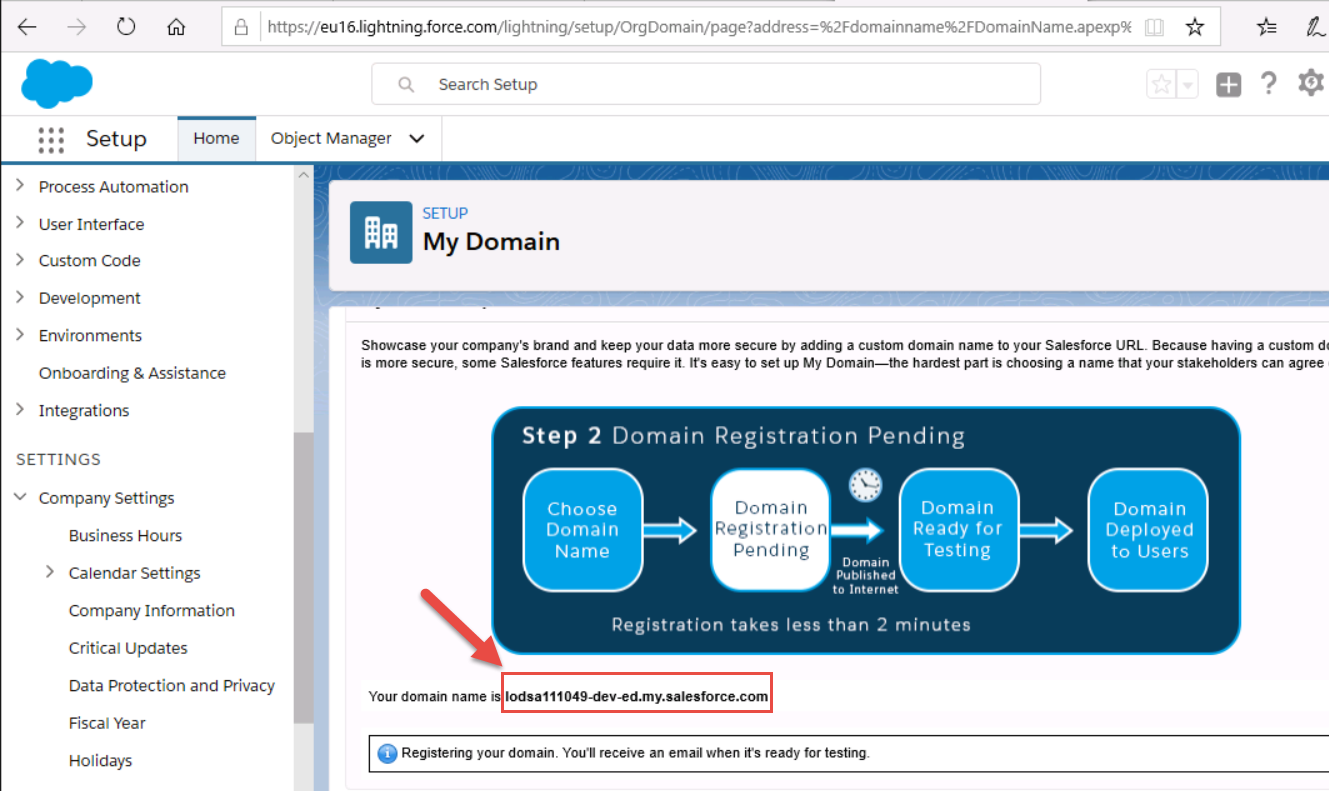 https://eu16.lightning.force.com/lightning/setup/OrgDomain/page?address=%2Fdomainname%2FDomainName.apexp%
Search Setup
Setup
Home
Object Manager
Process Automation
User Interface
Custom Code
Development
Environments
Onboarding & Assistance
Integrations
SETTINGS
Company Settings
Business Hours
Calendar Settings
Company Information
Critical Updates
Data Protection and Privacy
Fiscal Year
Holidays
SETUP
My Domain
Showcase your company's brand and keep your data more secure by adding a custom domain name to your Salesforce URL. Because having a custom
is more secure, some Salesforce features require it. It's easy to set up My Domain—the hardest part is choosing a name that your stakeholders can agree
Step 2 Domain Registration Pending
Choose
Domain
Name
Domain
Registration
Pending
Domain
Published
to Internet
Domain
Ready for
Testing
Domain
Deployed
to Users
Registration takes less than 2 minutes
Your domain name is lodsa111049-dev-ed.my.salesforce.com
Registering your domain. You'll receive an email when it's ready for testing.